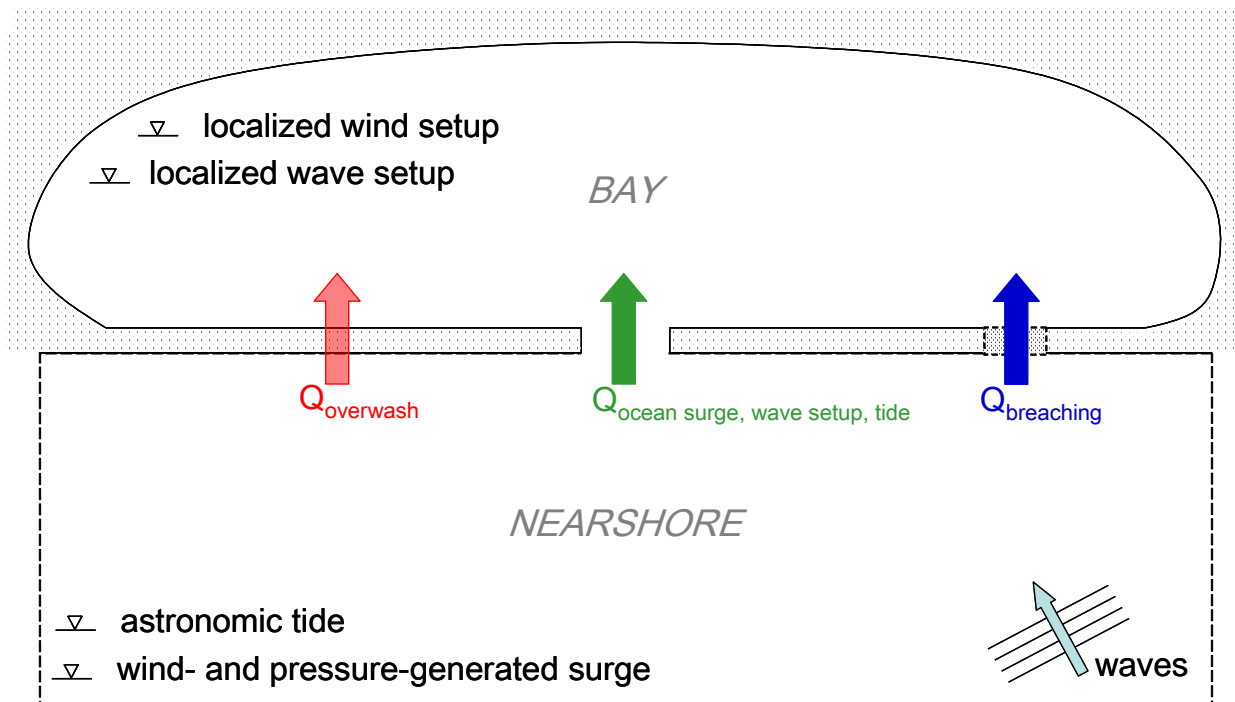 localized wind setup
localized wave setup
BAY
Qoverwash
Qocean surge, wave setup, tide
Qbreaching
NEARSHORE
astronomic tide
wind- and pressure-generated surge
waves